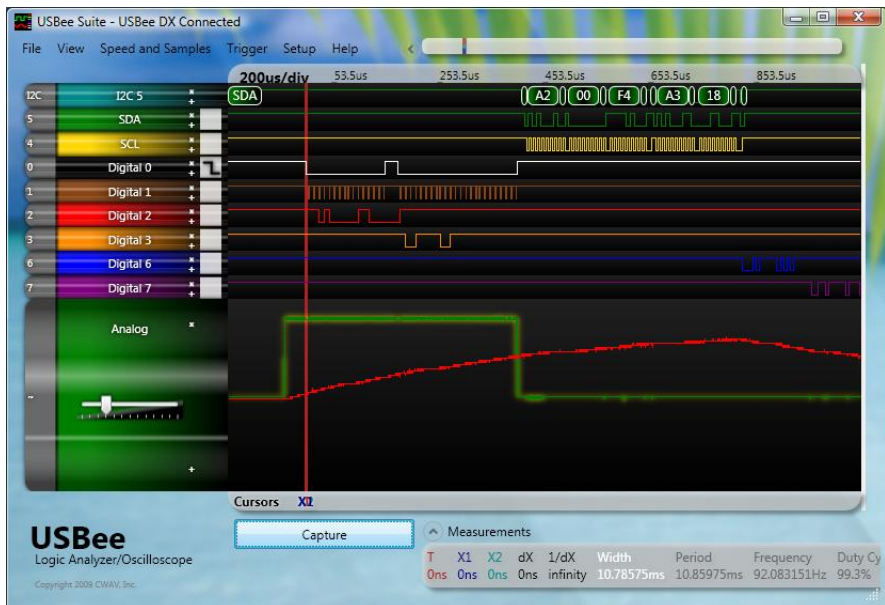 USBee Suite - USBee DX Connected
File View Speed and Samples Trigger Setup Help <
200us/div 53.5us 253.5us 453.5us 653.5us 853.5us
I2C I2C 5 SDA A2 00 F4 A3 18
5 SDA
4 SCL
0 Digital 0
1 Digital 1
2 Digital 2
3 Digital 3
6 Digital 6
7 Digital 7
Analog
Cursors
USBee
Logic Analyzer/Oscilloscope
Copyright 2009 CWAV, Inc.
Capture
Measurements
T X1 X2 dX 1/dX Width Period Frequency Duty Cy
0ns 0ns 0ns 0ns infinity 10.78575ms 10.85975ms 92.083151Hz 99.3%